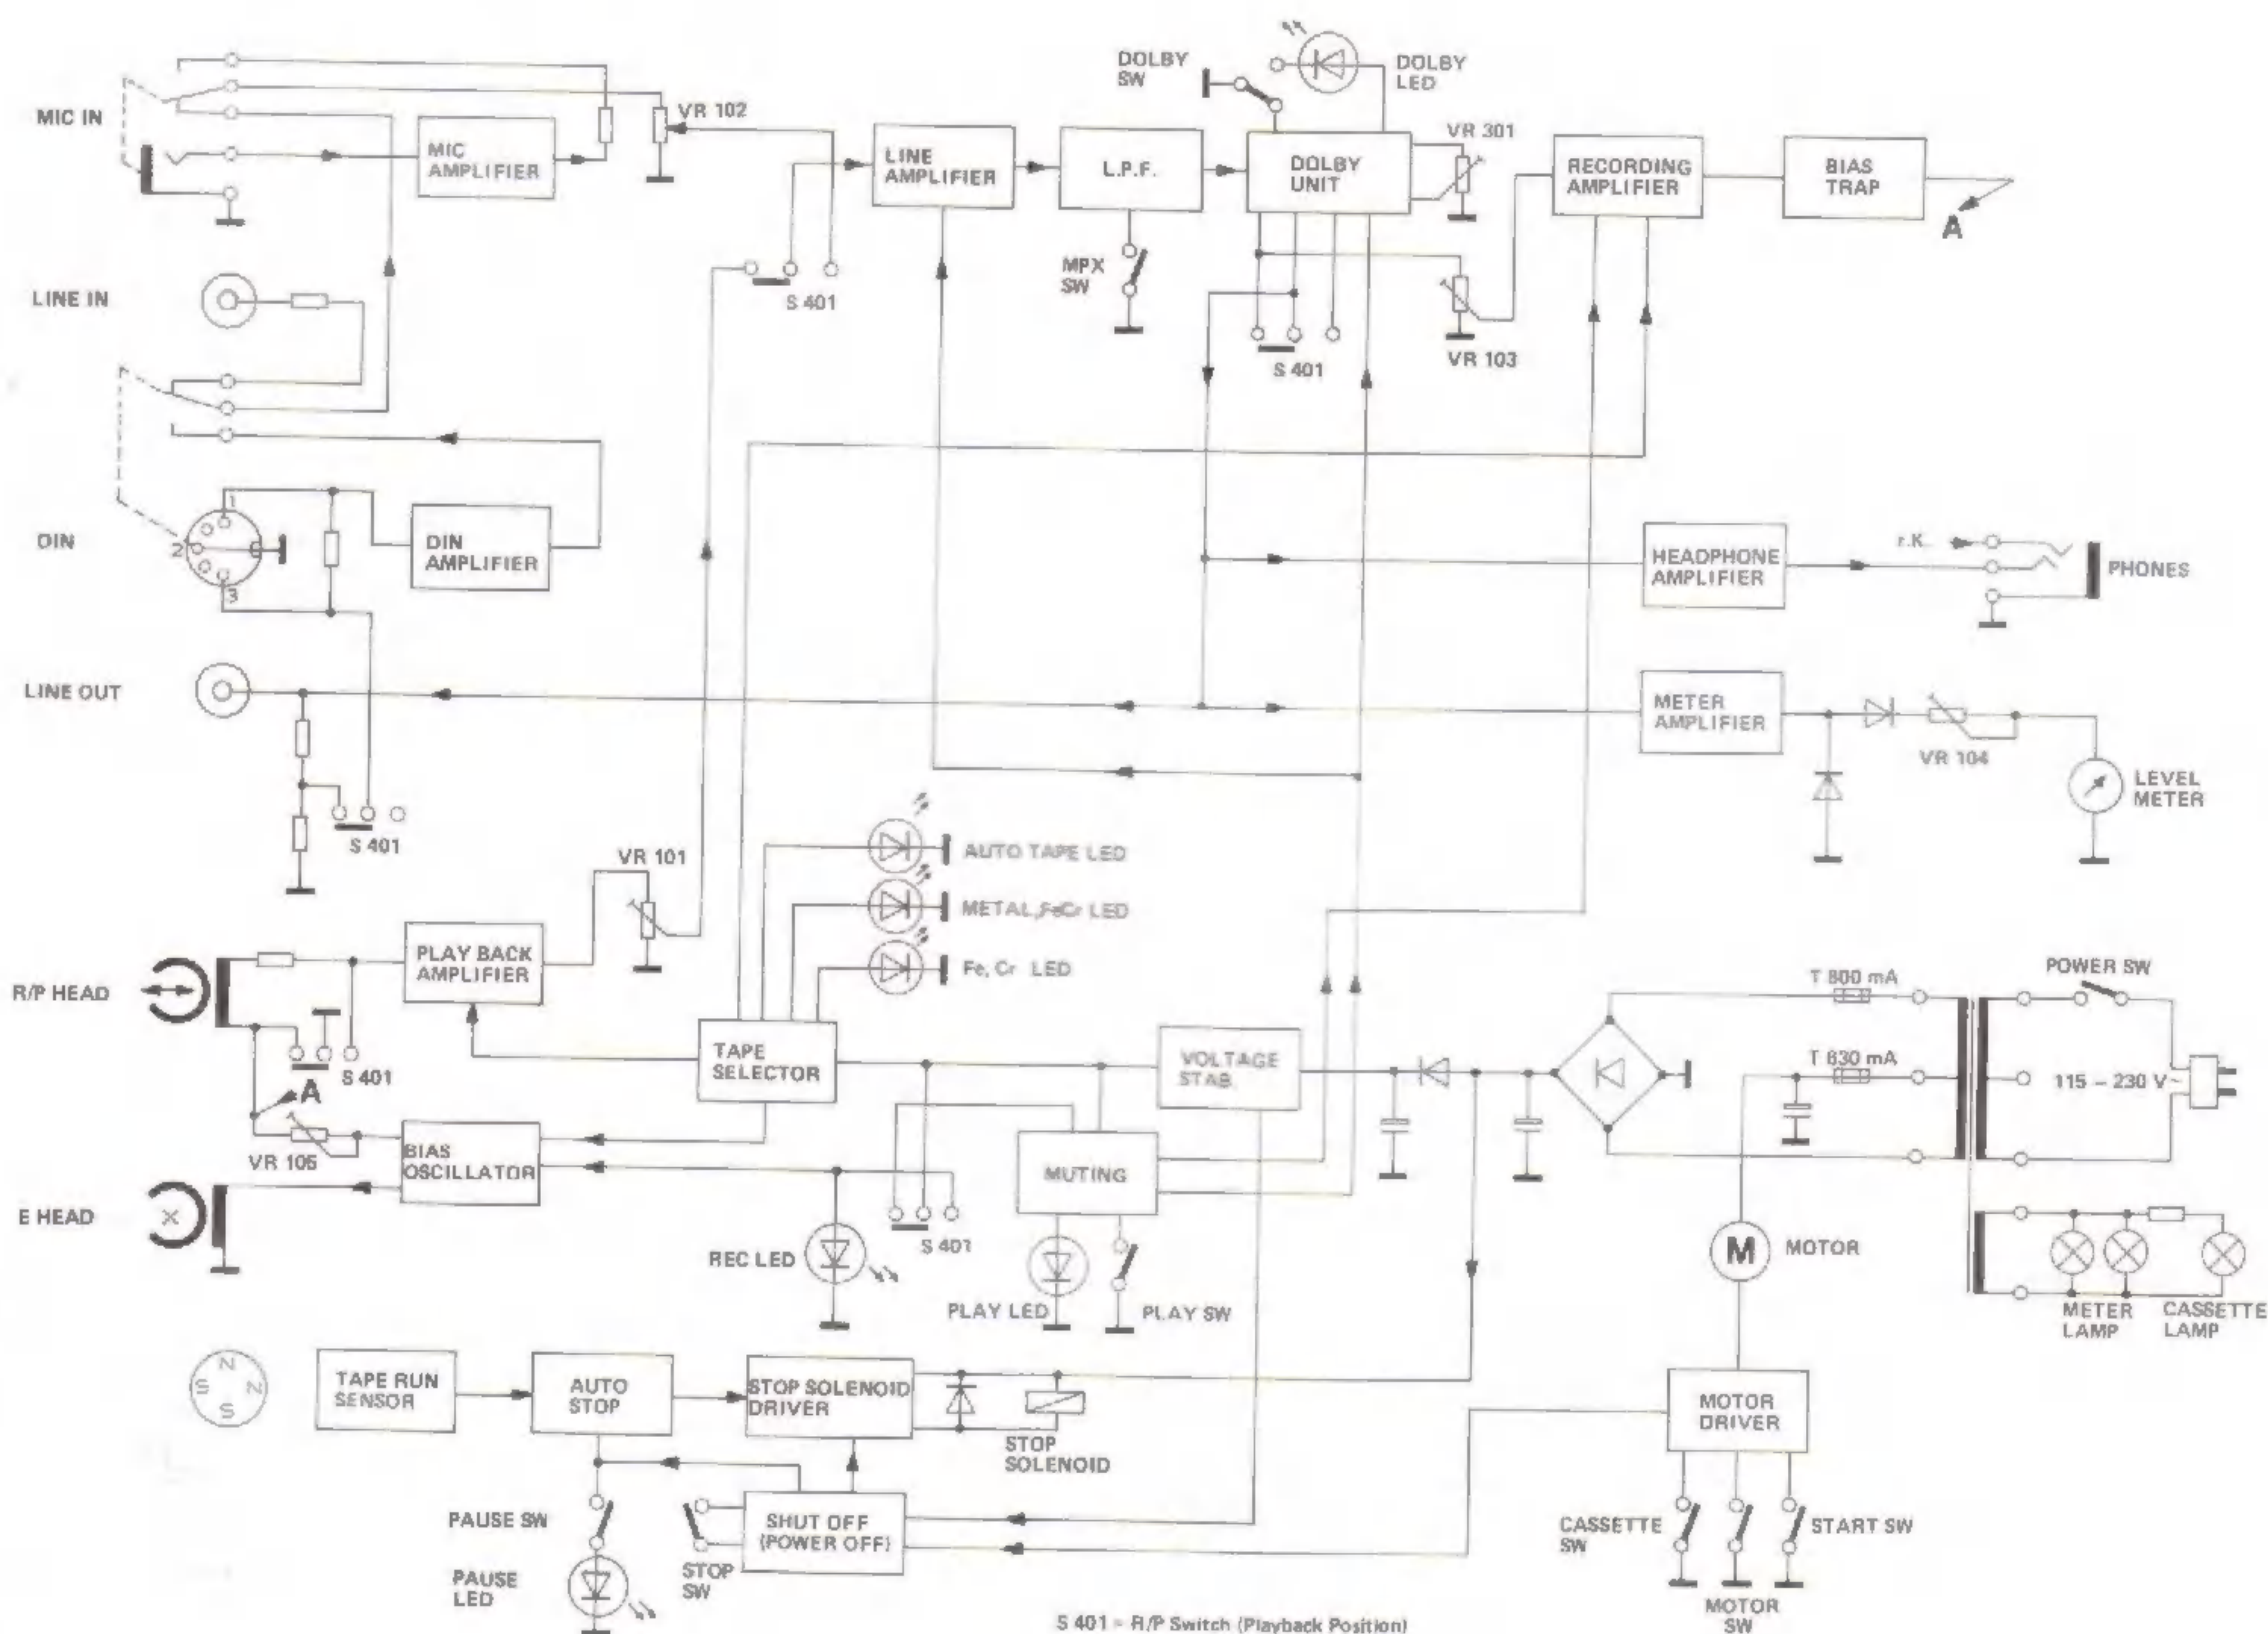 MIC IN
MIC
AMPLIFIER
VR 102
LINE
AMPLIFIER
L.P.F.
MPX
SW
S 401
DOLBY
SW
DOLBY
LED
DOLBY
UNIT
VR 301
S 401
VR 103
RECORDING
AMPLIFIER
BIAS
TRAP
A
LINE IN
DIN
1
2
3
DIN
AMPLIFIER
HEADPHONE
AMPLIFIER
r.K.
PHONES
LINE OUT
S 401
METER
AMPLIFIER
VR 104
LEVEL
METER
VR 101
AUTO TAPE LED
METAL,FeCr LED
Fe, Cr LED
R/P HEAD
PLAY BACK
AMPLIFIER
S 401
A
TAPE
SELECTOR
VOLTAGE
STAB.
T 800 mA
T 630 mA
POWER SW
115 – 230 V~
VR 105
BIAS
OSCILLATOR
MUTING
E HEAD
REC LED
S 401
PLAY LED
PLAY SW
M
MOTOR
METER
LAMP
CASSETTE
LAMP
N
S
N
S
TAPE RUN
SENSOR
AUTO
STOP
STOP SOLENOID
DRIVER
STOP
SOLENOID
MOTOR
DRIVER
PAUSE SW
PAUSE
LED
STOP
SW
SHUT OFF
(POWER OFF)
CASSETTE
SW
START SW
MOTOR
SW
S 401 = R/P Switch (Playback Position)